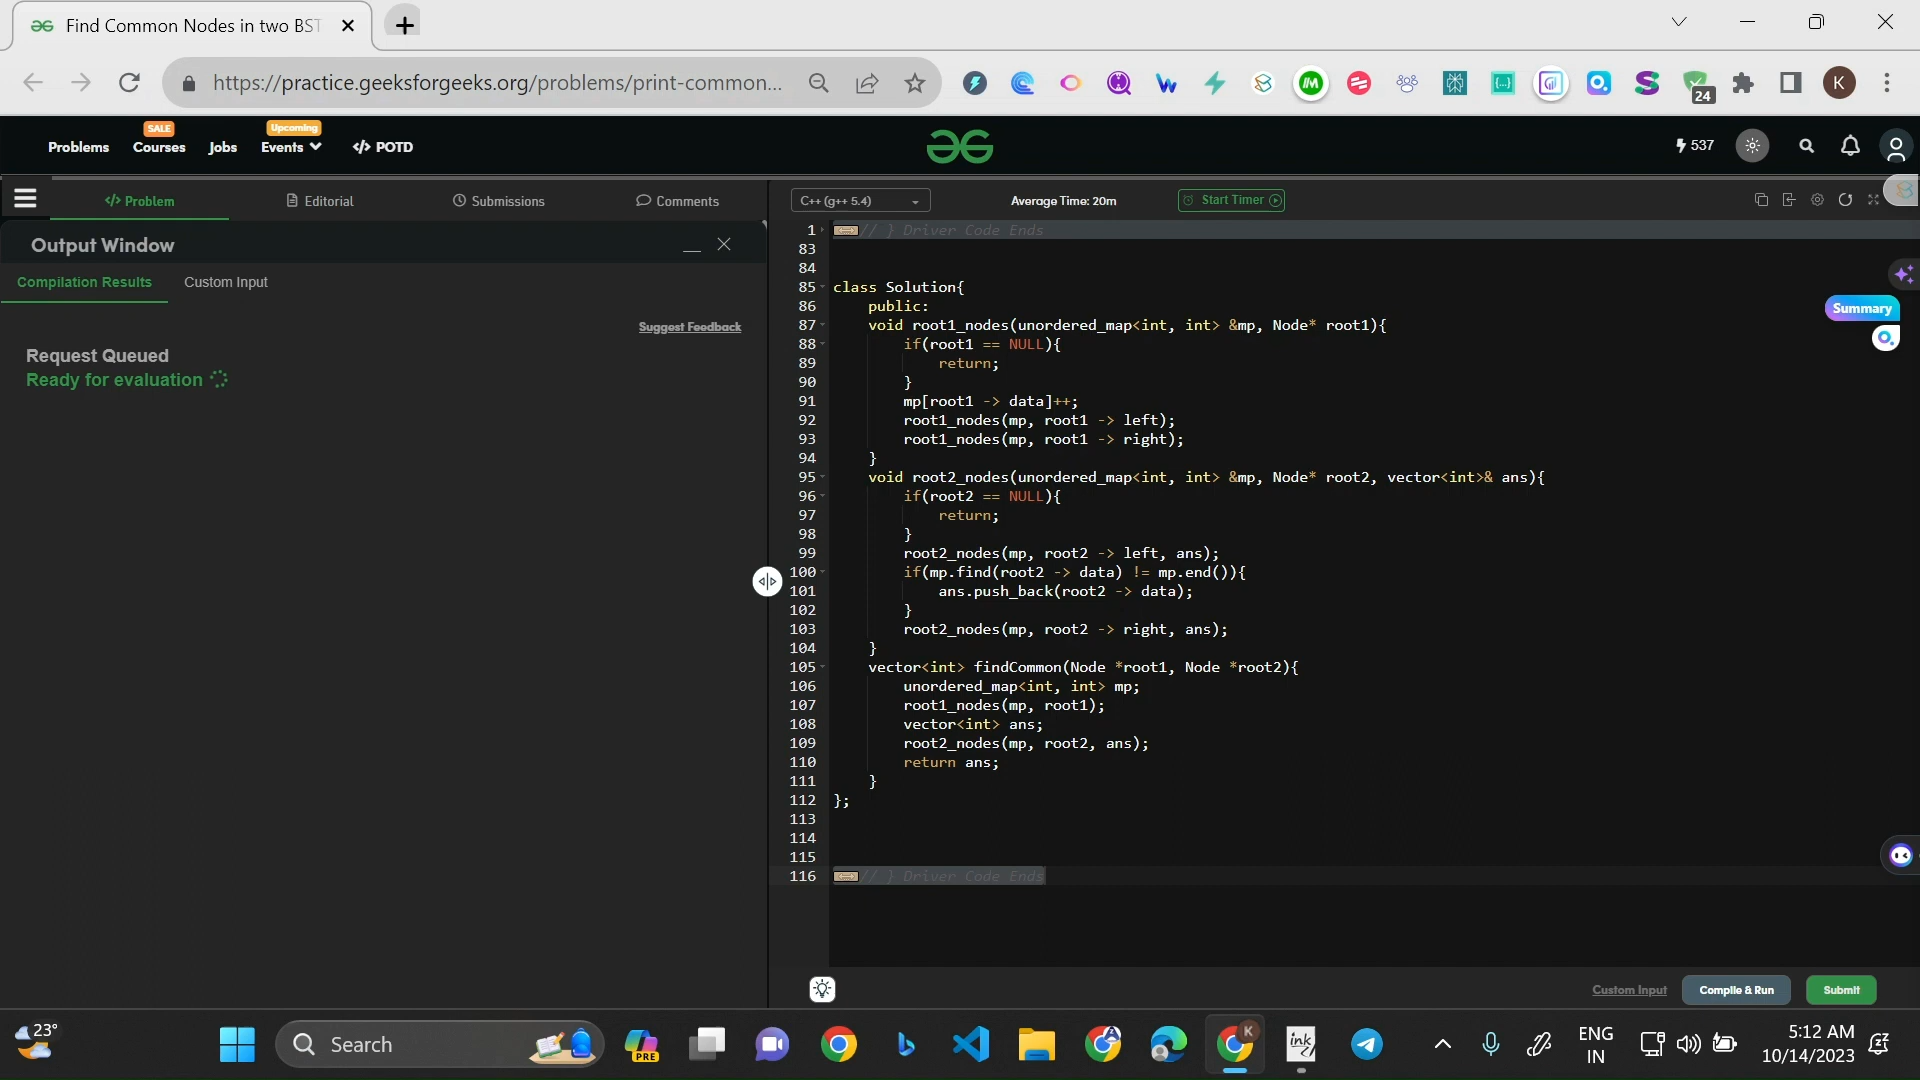 Find Common Nodes in two BST
https://practice.geeksforgeeks.org/problems/print-common...
24
K
Problems
SALE
Courses
Jobs
Upcoming
Events
</> POTD
537
</> Problem
Editorial
Submissions
Comments
C++ (g++ 5.4)
Average Time: 20m
Start Timer
Output Window
Compilation Results
Custom Input
Suggest Feedback
Request Queued
Ready for evaluation
Summary
1 // } Driver Code Ends
83
84
85 class Solution{
86 public:
87 void root1_nodes(unordered_map<int, int> &mp, Node* root1){
88 if(root1 == NULL){
89 return;
90 }
91 mp[root1 -> data]++;
92 root1_nodes(mp, root1 -> left);
93 root1_nodes(mp, root1 -> right);
94 }
95 void root2_nodes(unordered_map<int, int> &mp, Node* root2, vector<int>& ans){
96 if(root2 == NULL){
97 return;
98 }
99 root2_nodes(mp, root2 -> left, ans);
100 if(mp.find(root2 -> data) != mp.end()){
101 ans.push_back(root2 -> data);
102 }
103 root2_nodes(mp, root2 -> right, ans);
104 }
105 vector<int> findCommon(Node *root1, Node *root2){
106 unordered_map<int, int> mp;
107 root1_nodes(mp, root1);
108 vector<int> ans;
109 root2_nodes(mp, root2, ans);
110 return ans;
111 }
112 };
113
114
115
116 // } Driver Code Ends
Custom Input
Compile & Run
Submit
23°
Search
PRE
K
ink
ENG
IN
5:12 AM
10/14/2023